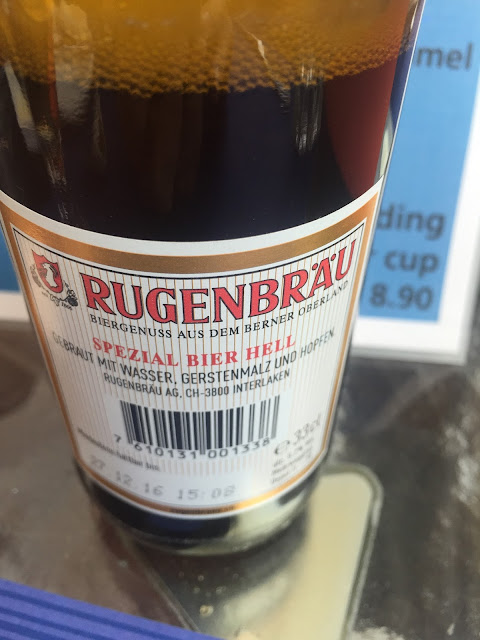 mel
ding
cup
8.90
RUGENBRÄU
BIERGENUSS AUS DEM BERNER OBERLAND
SPEZIAL BIER HELL
GEBRAUT MIT WASSER, GERSTENMALZ UND HOPFEN
RUGENBRÄU AG, CH-3800 INTERLAKEN
7 610131 001338
℮ 33cl
27 12 16 15:08